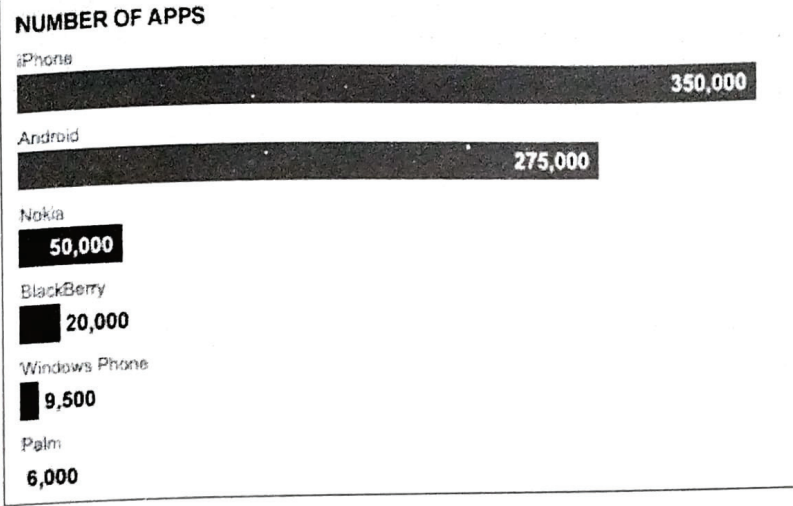 NUMBER OF APPS
iPhone
350,000
Android
275,000
Nokia
50,000
BlackBerry
20,000
Windows Phone
9,500
Palm
6,000